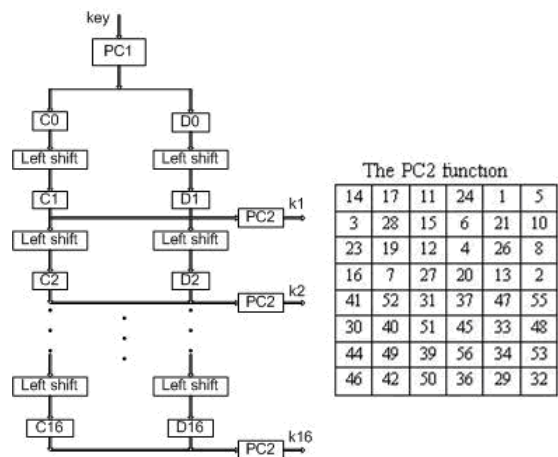 key
PC1
C0 D0
Left shift Left shift
C1 D1
PC2 k1
Left shift Left shift
C2 D2
PC2 k2
Left shift Left shift
C16 D16
PC2 k16
The PC2 function
14 17 11 24 1 5
3 28 15 6 21 10
23 19 12 4 26 8
16 7 27 20 13 2
41 52 31 37 47 55
30 40 51 45 33 48
44 49 39 56 34 53
46 42 50 36 29 32